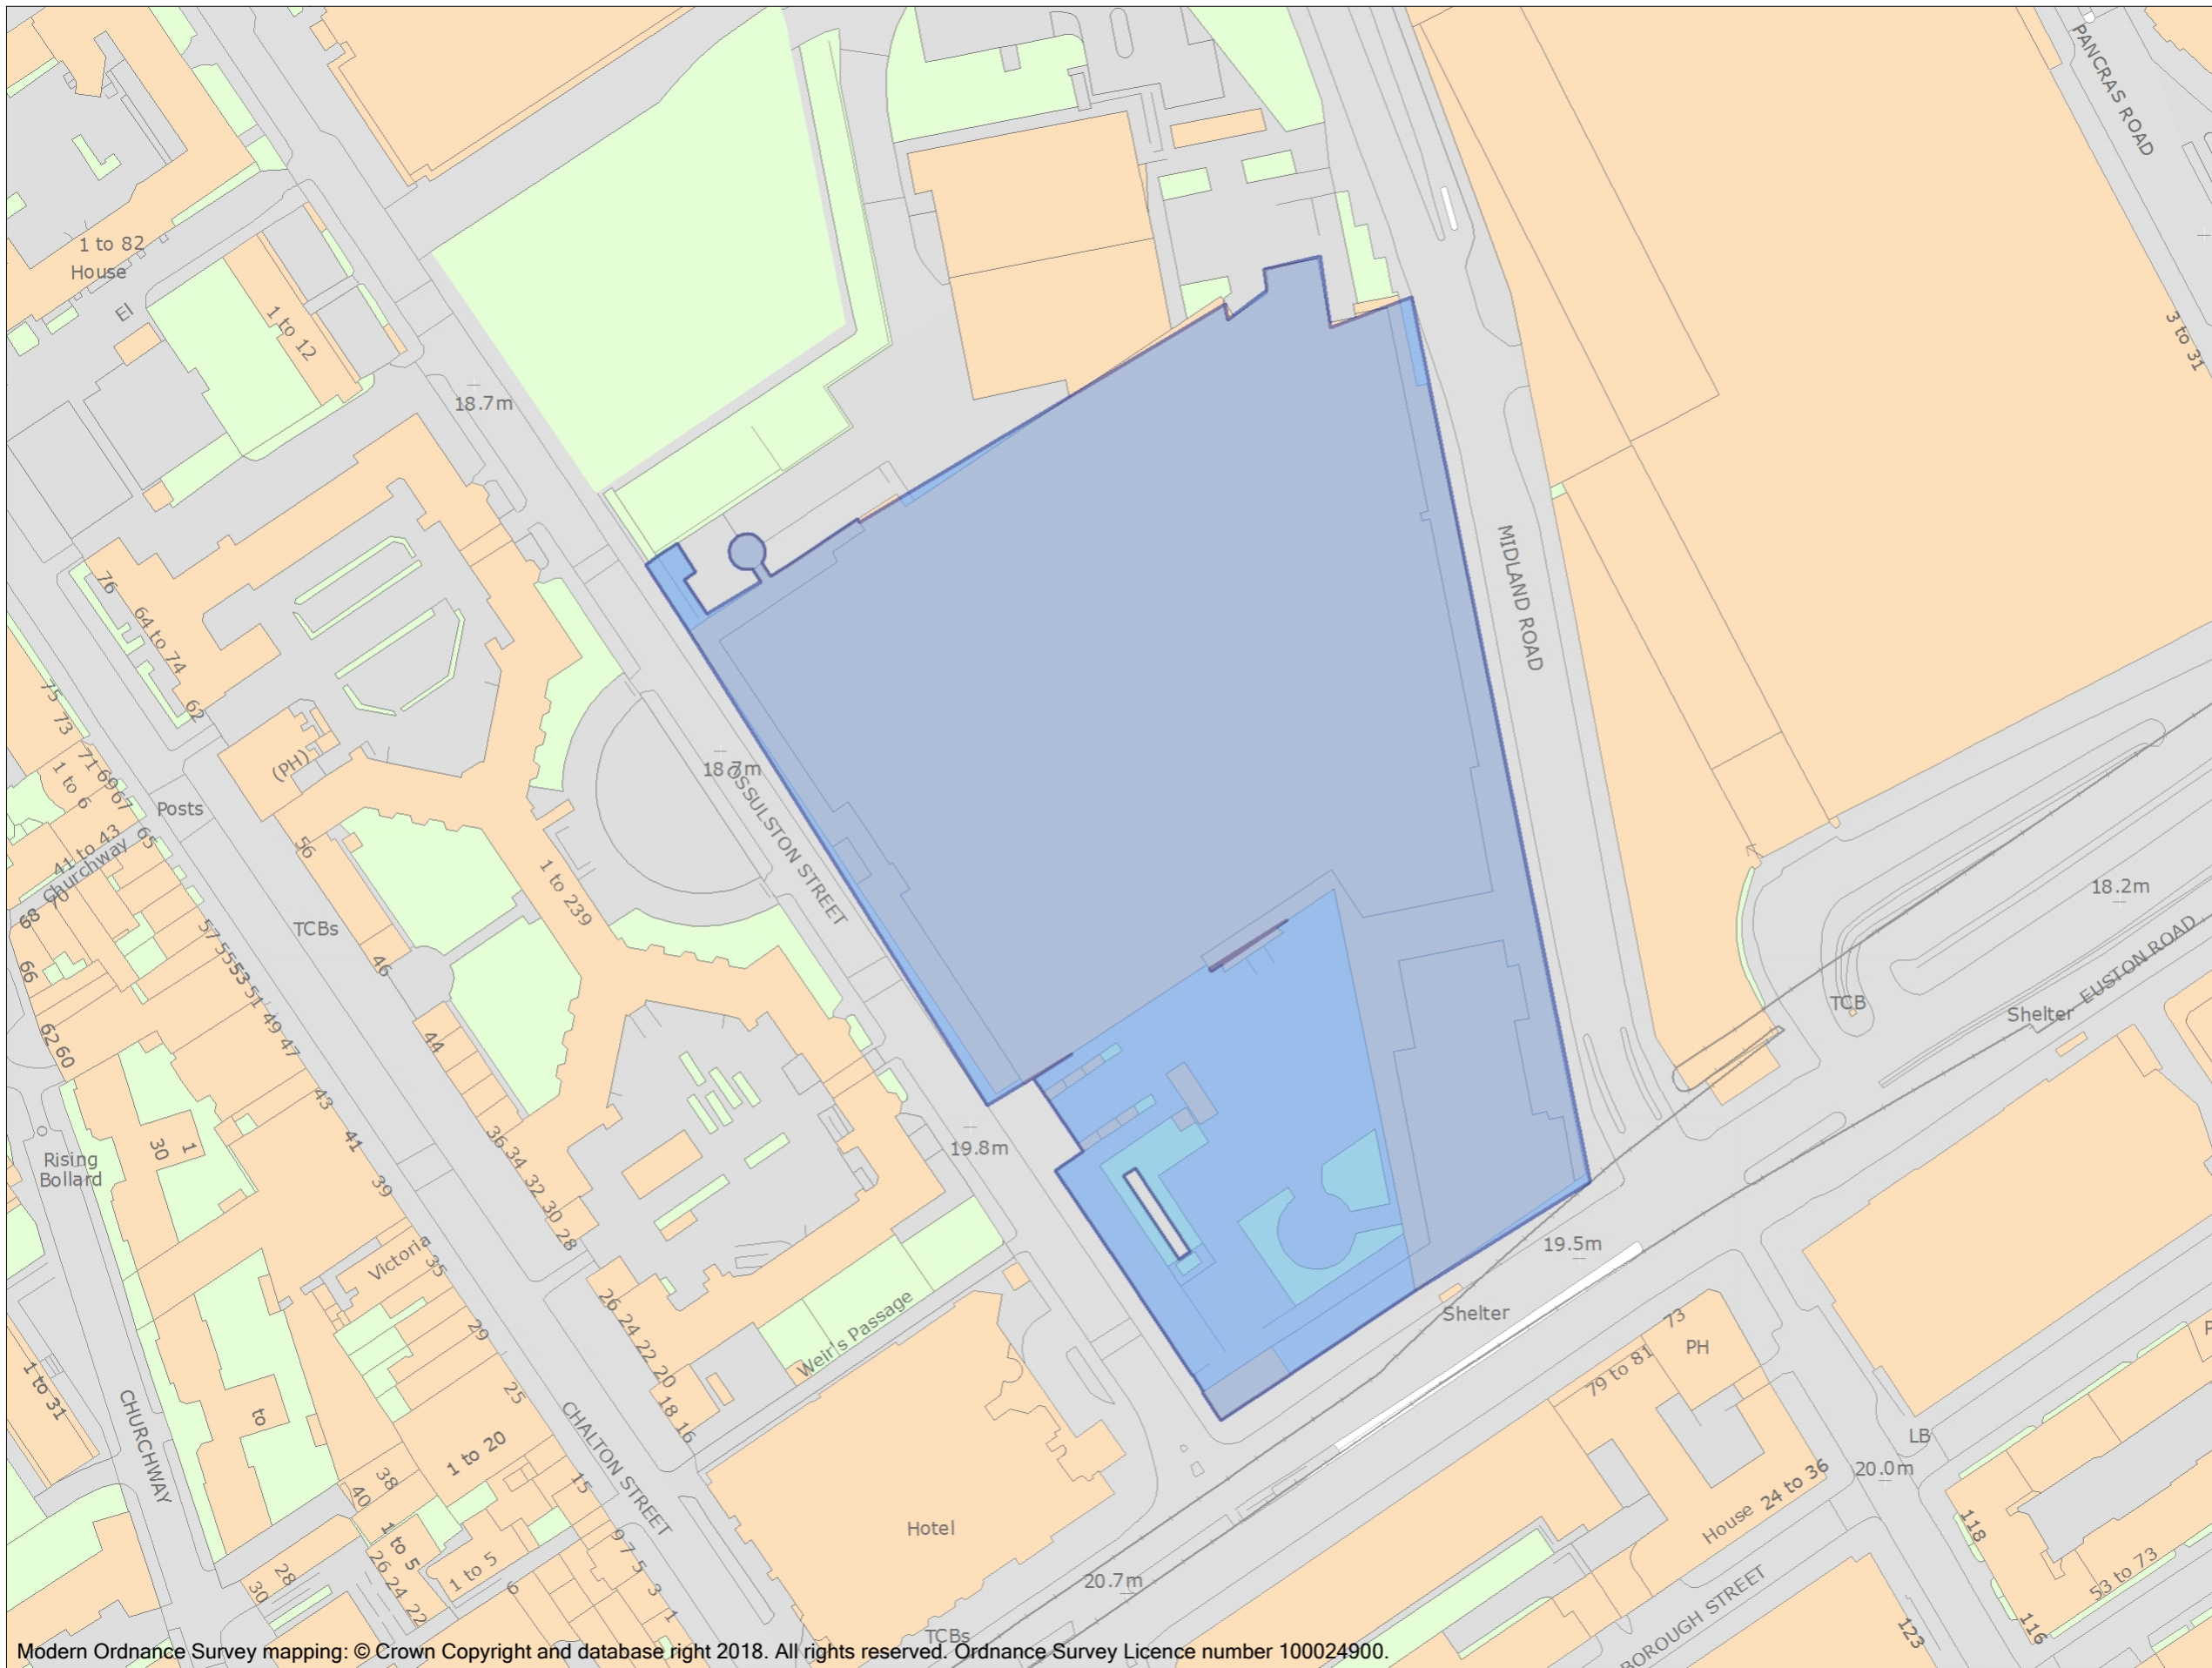 PANCRAS ROAD
1 to 82
House
El
1 to 12
3 to 31
18.7m
76
64 to 74
62
MIDLAND ROAD
75
73
71
69
67
65
1 to 6
(PH)
Posts
18.7m
OSSULSTON STREET
41 to 43
Churchway
68
70
66
56
1 to 239
TCBs
46
57
55
53
51
49
47
62
60
44
43
41
39
18.2m
EUSTON ROAD
TCB
Shelter
30
1
Rising
Bollard
36
34
32
30
28
19.8m
19.5m
Victoria
35
29
25
26
24
22
20
18
16
Weir's Passage
Shelter
73
PH
79 to 81
1 to 31
CHURCHWAY
to
38
40
1 to 20
CHALTON STREET
15
LB
20.0m
House
24 to 36
118
Hotel
1 to 5
26
24
22
1 to 5
28
30
6
9
7
5
3
1
20.7m
TCBs
BOROUGH STREET
53 to 73
123
116
Modern Ordnance Survey mapping: © Crown Copyright and database right 2018. All rights reserved. Ordnance Survey Licence number 100024900.